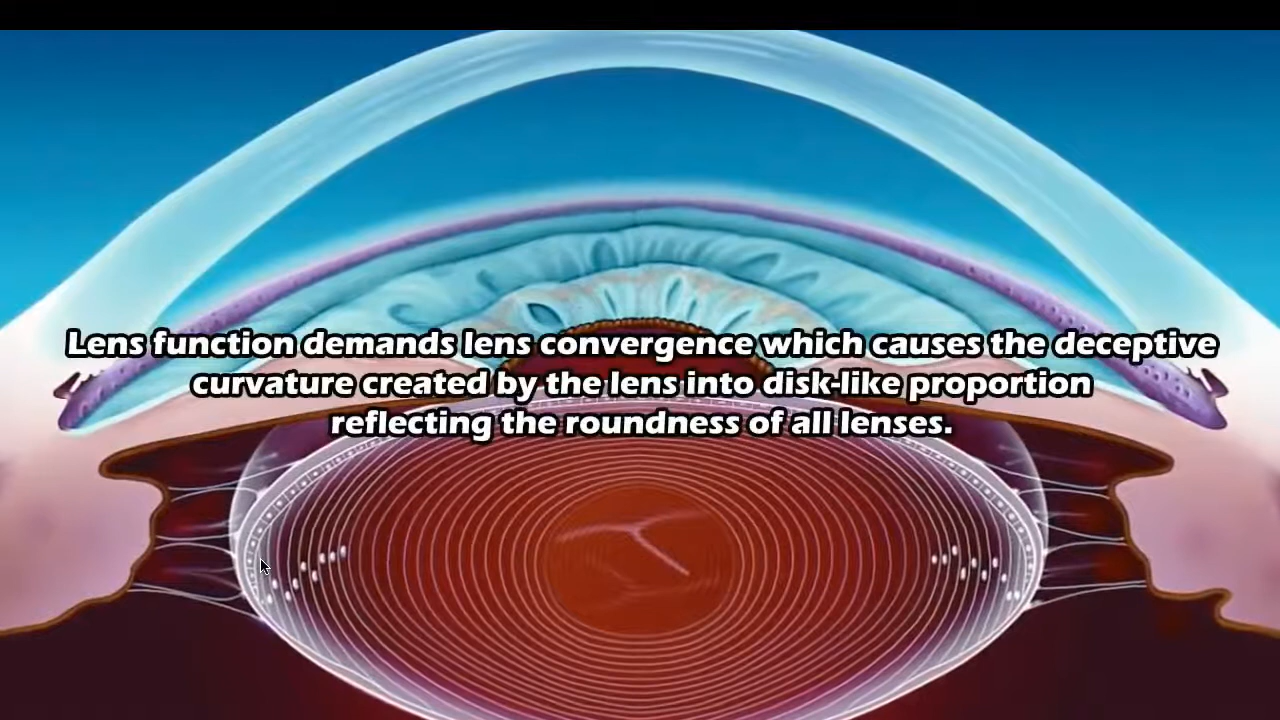 Lens function demands lens convergence which causes the deceptive
curvature created by the lens into disk-like proportion
reflecting the roundness of all lenses.